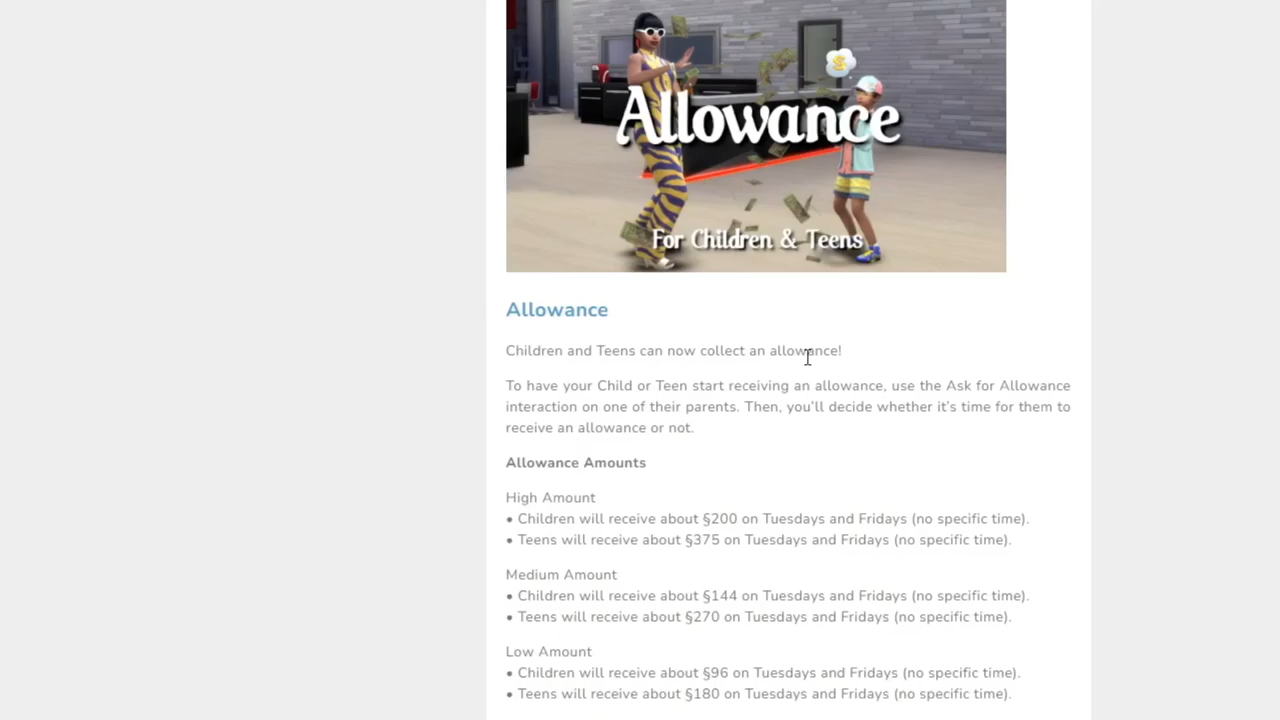 Allowance
For Children & Teens
Allowance
Children and Teens can now collect an allowance!
To have your Child or Teen start receiving an allowance, use the Ask for Allowance
interaction on one of their parents. Then, you’ll decide whether it’s time for them to
receive an allowance or not.
Allowance Amounts
High Amount
• Children will receive about §200 on Tuesdays and Fridays (no specific time).
• Teens will receive about §375 on Tuesdays and Fridays (no specific time).
Medium Amount
• Children will receive about §144 on Tuesdays and Fridays (no specific time).
• Teens will receive about §270 on Tuesdays and Fridays (no specific time).
Low Amount
• Children will receive about §96 on Tuesdays and Fridays (no specific time).
• Teens will receive about §180 on Tuesdays and Fridays (no specific time).